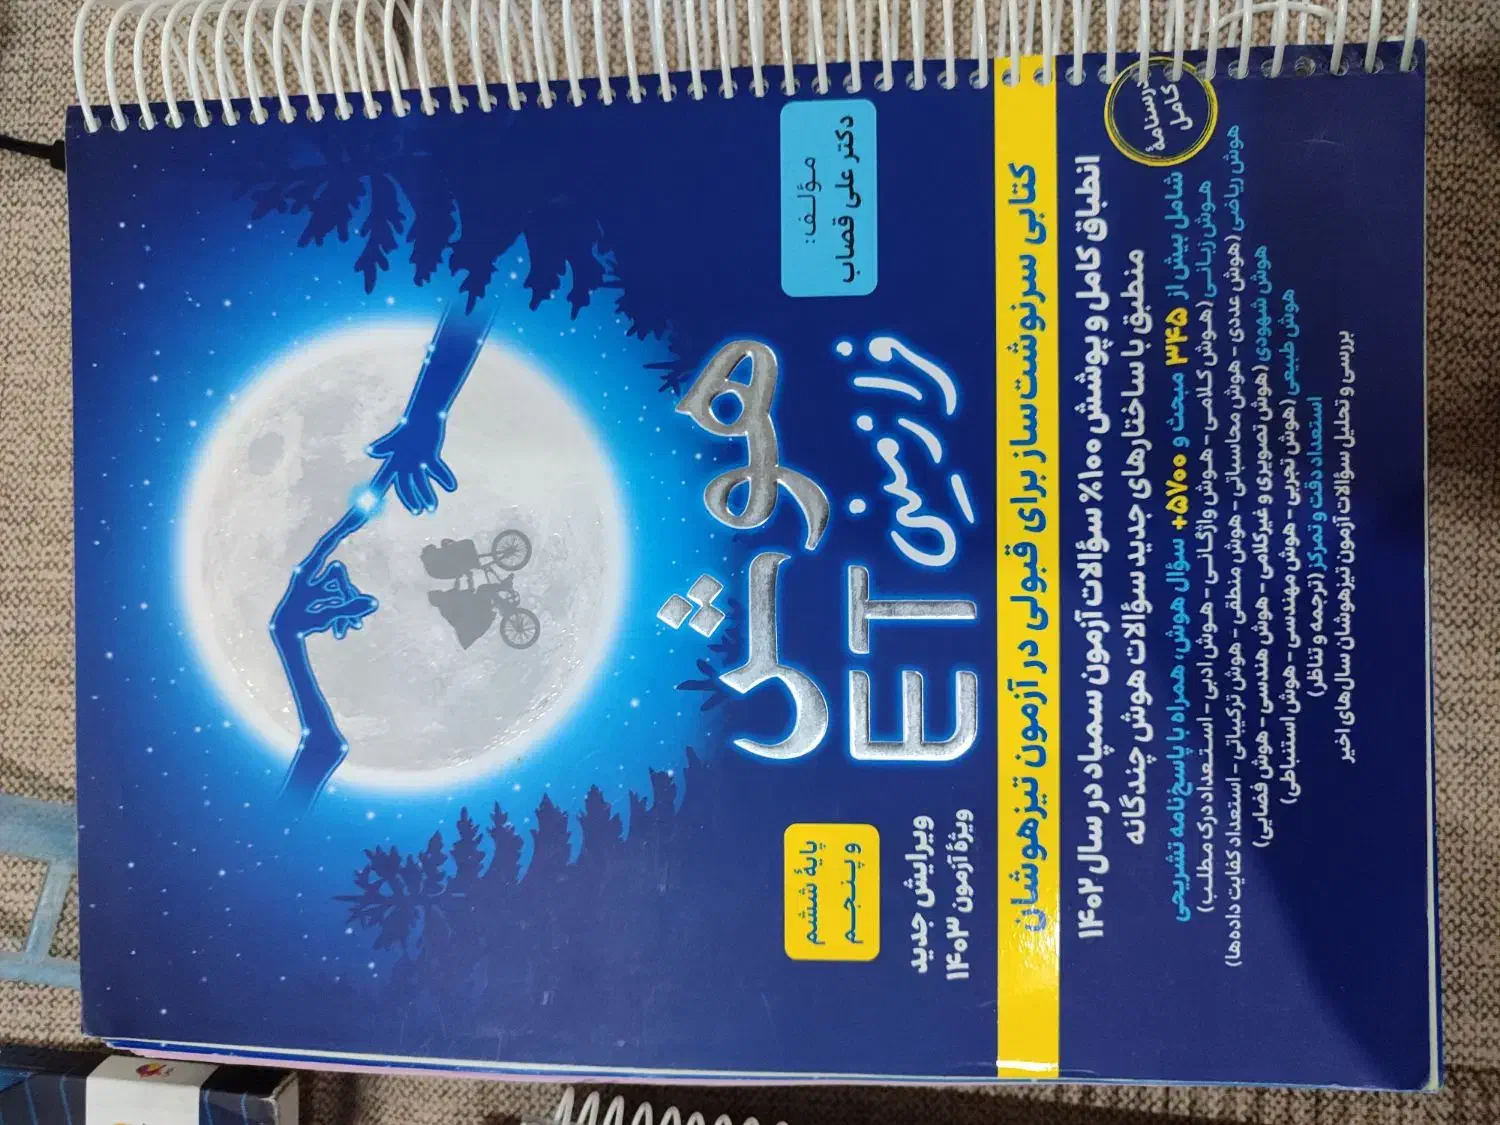 هوش
فرازمینی
ET
مؤلف:
دکتر علی قصاب
پایهٔ ششم
و پنجم
ویرایش جدید
ویژهٔ آزمون ۱۴۰۳
کتابی سرنوشت‌ساز برای قبولی در آزمون تیزهوشان
انطباق کامل و پوشش ۱۰۰% سؤالات آزمون سمپاد در سال ۱۴۰۲
منطبق با ساختارهای جدید سؤالات هوش چندگانه
درسنامهٔ
کامل
شامل بیش از ۳۴۵ مبحث و ۵۷۰۰+ سؤال هوش، همراه با پاسخ‌نامه تشریحی
هوش زبانی (هوش کلامی - هوش واژگانی - هوش ادبی - استعداد درک مطلب)
هوش ریاضی (هوش عددی - هوش محاسباتی - هوش منطقی - هوش ترکیباتی - استعداد کفایت داده‌ها)
هوش شهودی (هوش تصویری و غیرکلامی - هوش هندسی - هوش فضایی)
هوش طبیعی (هوش تجربی - هوش مهندسی - هوش استنباطی)
استعداد دقت و تمرکز (ترجمه و تناظر)
بررسی و تحلیل سؤالات آزمون تیزهوشان سال‌های اخیر